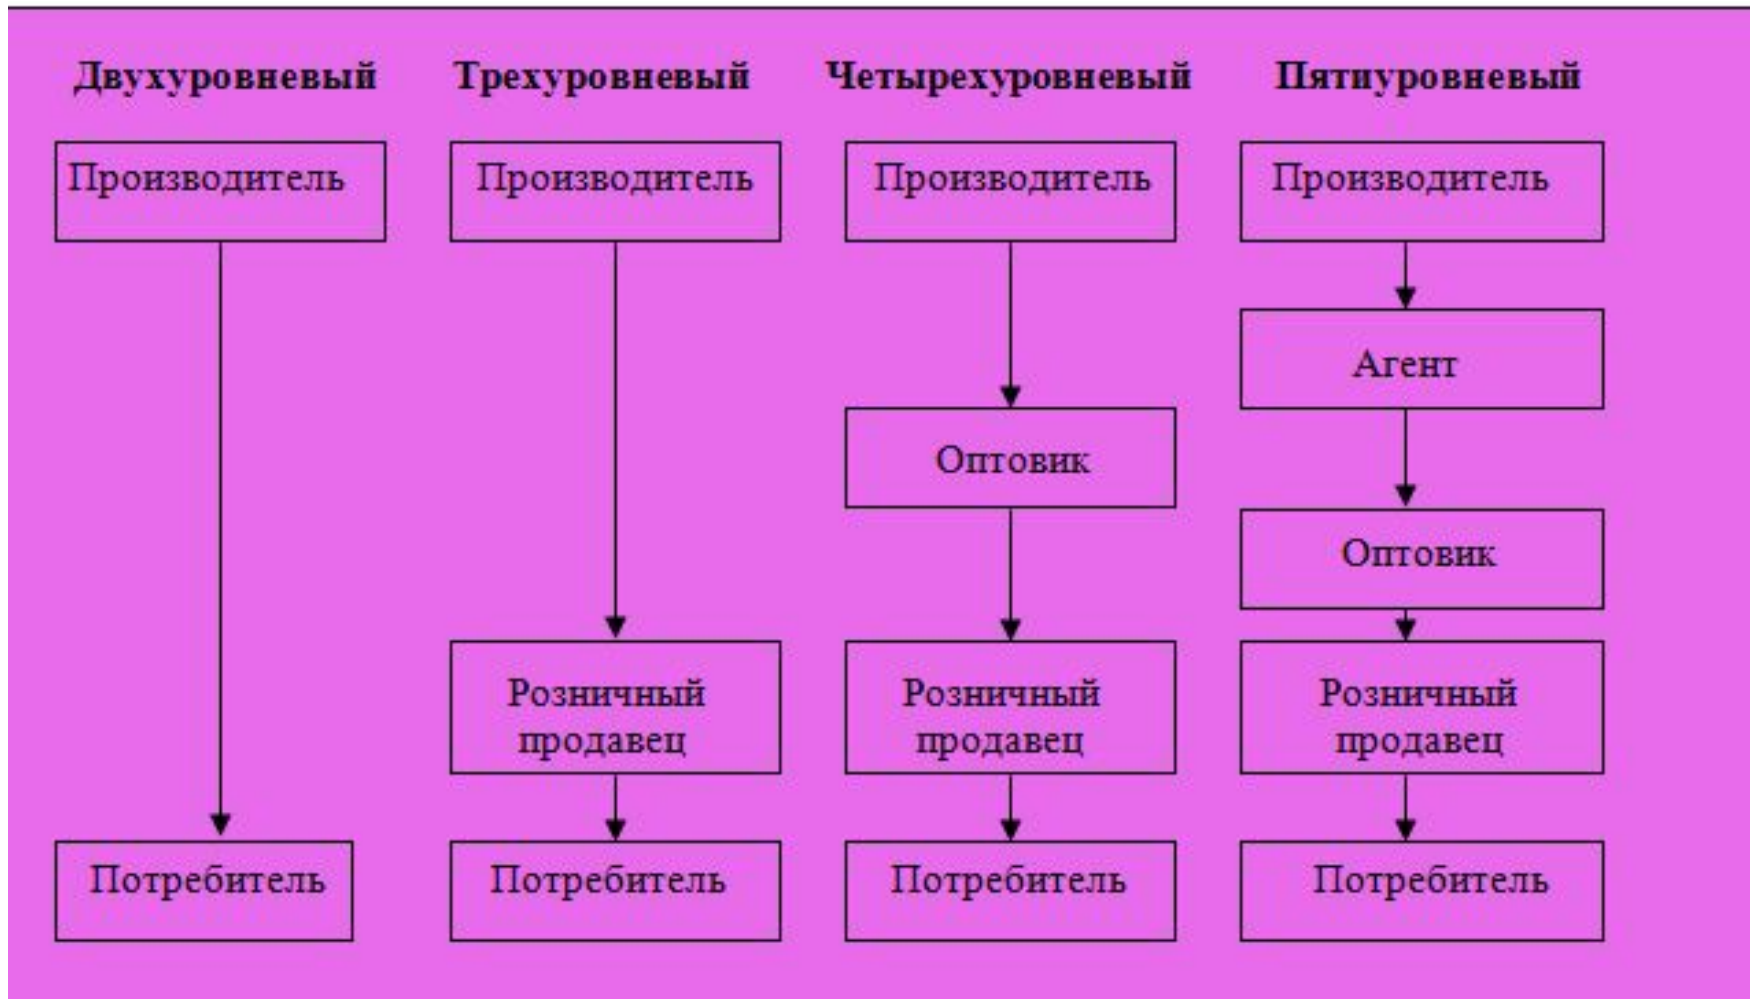 Двухуровневый
Трехуровневый
Четырехуровневый
Пятиуровневый
Производитель
Производитель
Производитель
Производитель
Агент
Оптовик
Оптовик
Розничный
продавец
Розничный
продавец
Розничный
продавец
Потребитель
Потребитель
Потребитель
Потребитель